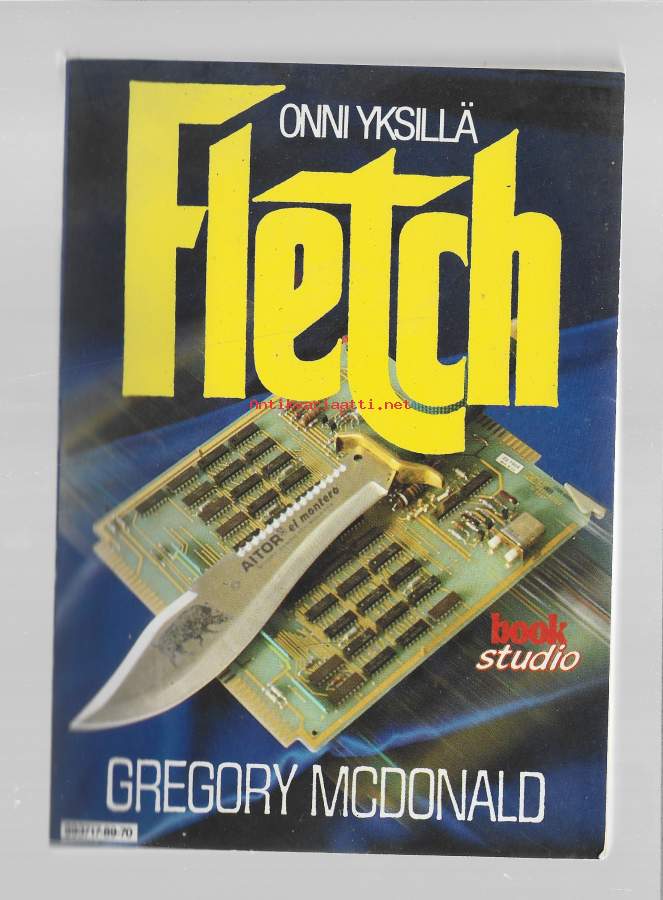 ONNI YKSILLÄ
Fletch
Antikvariaatti.net
AITOR® el montero
book
studio
GREGORY MCDONALD